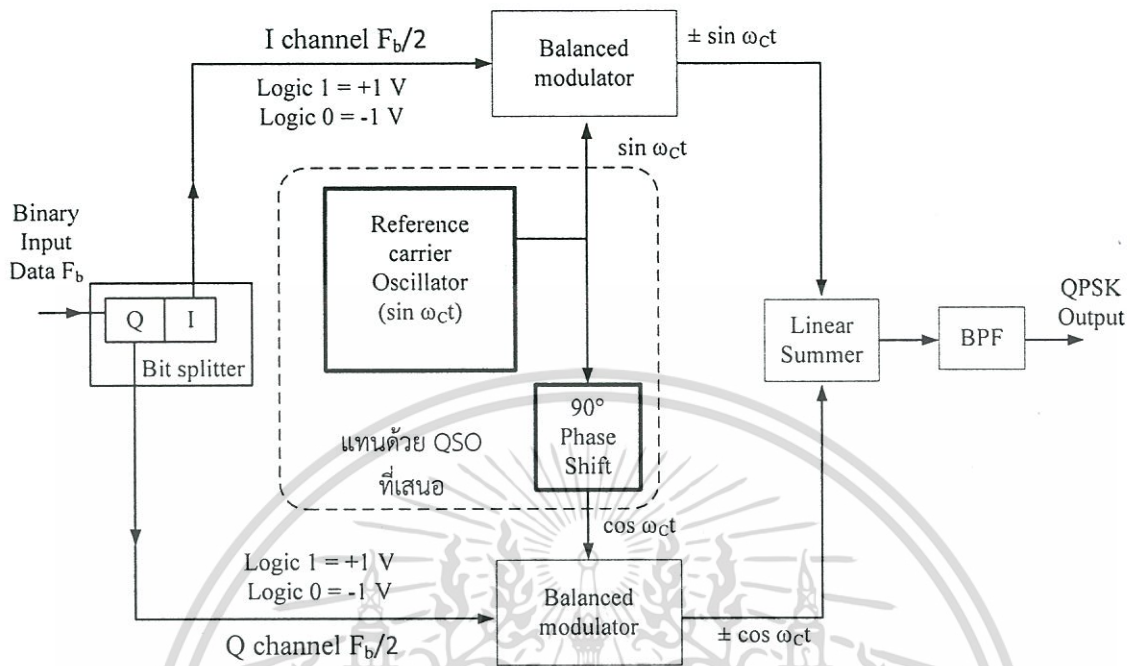 I channel F_b/2
Logic 1 = +1 V
Logic 0 = -1 V
Balanced
modulator
± sin ω_Ct
sin ω_Ct
Binary
Input
Data F_b
Q
I
Bit splitter
Reference
carrier
Oscillator
(sin ω_Ct)
90°
Phase
Shift
แทนด้วย QSO
ที่เสนอ
cos ω_Ct
Linear
Summer
BPF
QPSK
Output
Logic 1 = +1 V
Logic 0 = -1 V
Q channel F_b/2
Balanced
modulator
± cos ω_Ct